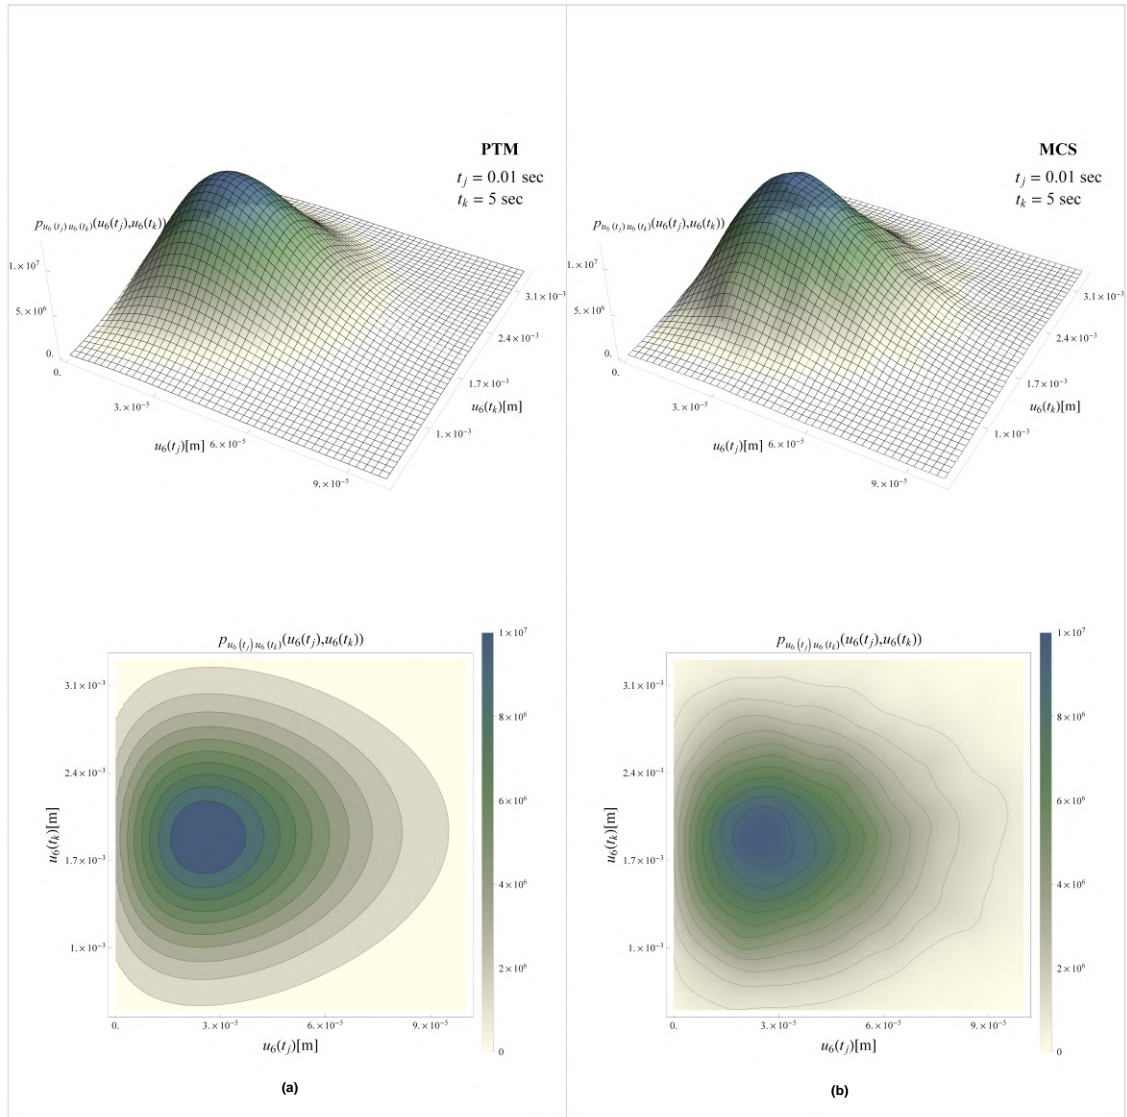 PTM
t_j = 0.01 sec
t_k = 5 sec
p_{u_6(t_j) u_6(t_k)}(u_6(t_j),u_6(t_k))
1.×10^7
5.×10^6
0.
0.
3.×10^{-5}
6.×10^{-5}
9.×10^{-5}
u_6(t_j)[m]
3.1×10^{-3}
2.4×10^{-3}
1.7×10^{-3}
1.×10^{-3}
u_6(t_k)[m]
MCS
t_j = 0.01 sec
t_k = 5 sec
p_{u_6(t_j) u_6(t_k)}(u_6(t_j),u_6(t_k))
1.×10^7
5.×10^6
0.
0.
3.×10^{-5}
6.×10^{-5}
9.×10^{-5}
u_6(t_j)[m]
3.1×10^{-3}
2.4×10^{-3}
1.7×10^{-3}
1.×10^{-3}
u_6(t_k)[m]
p_{u_6(t_j) u_6(t_k)}(u_6(t_j),u_6(t_k))
3.1×10^{-3}
2.4×10^{-3}
1.7×10^{-3}
1.×10^{-3}
u_6(t_k)[m]
0.
3.×10^{-5}
6.×10^{-5}
9.×10^{-5}
u_6(t_j)[m]
1×10^7
8×10^6
6×10^6
4×10^6
2×10^6
0
(a)
p_{u_6(t_j) u_6(t_k)}(u_6(t_j),u_6(t_k))
3.1×10^{-3}
2.4×10^{-3}
1.7×10^{-3}
1.×10^{-3}
u_6(t_k)[m]
0.
3.×10^{-5}
6.×10^{-5}
9.×10^{-5}
u_6(t_j)[m]
1×10^7
8×10^6
6×10^6
4×10^6
2×10^6
0
(b)